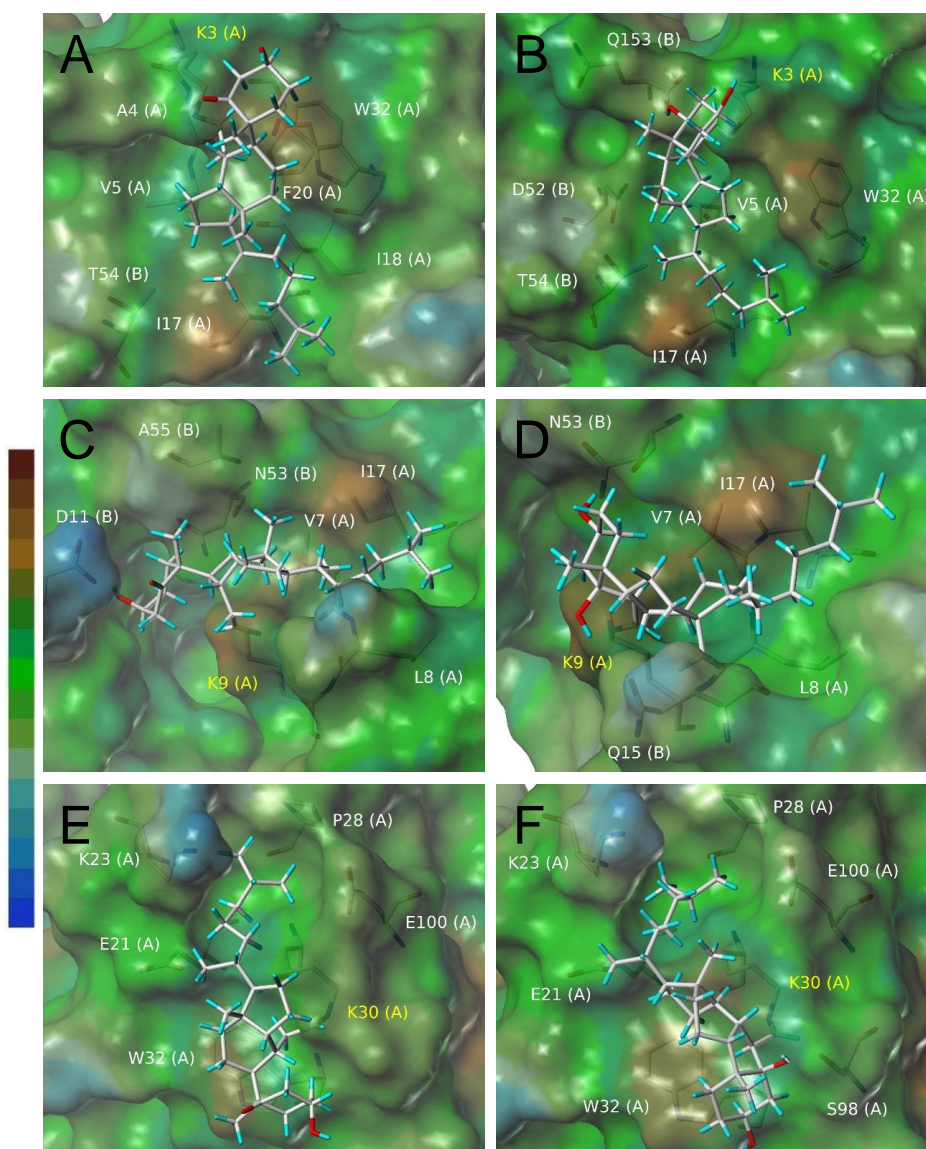 A
K3 (A)
A4 (A)
W32 (A)
V5 (A)
F20 (A)
I18 (A)
T54 (B)
I17 (A)
B
Q153 (B)
K3 (A)
D52 (B)
V5 (A)
W32 (A)
T54 (B)
I17 (A)
C
A55 (B)
N53 (B)
I17 (A)
D11 (B)
V7 (A)
K9 (A)
L8 (A)
D
N53 (B)
I17 (A)
V7 (A)
K9 (A)
L8 (A)
Q15 (B)
E
P28 (A)
K23 (A)
E100 (A)
E21 (A)
K30 (A)
W32 (A)
F
P28 (A)
K23 (A)
E100 (A)
E21 (A)
K30 (A)
W32 (A)
S98 (A)